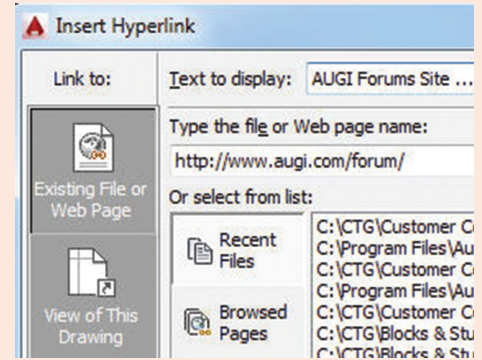 Insert Hyperlink
Link to:
Text to display: AUGI Forums Site ...
Type the file or Web page name:
http://www.augi.com/forum/
Existing File or
Web Page
Or select from list:
Recent
Files
C:\CTG\Customer
C:\Program Files\Au
C:\CTG\Customer
C:\Program Files\Au
View of This
Drawing
Browsed
Pages
C:\CTG\Customer
C:\CTG\Blocks & Stu
C:\CTG\Blocks & Stu